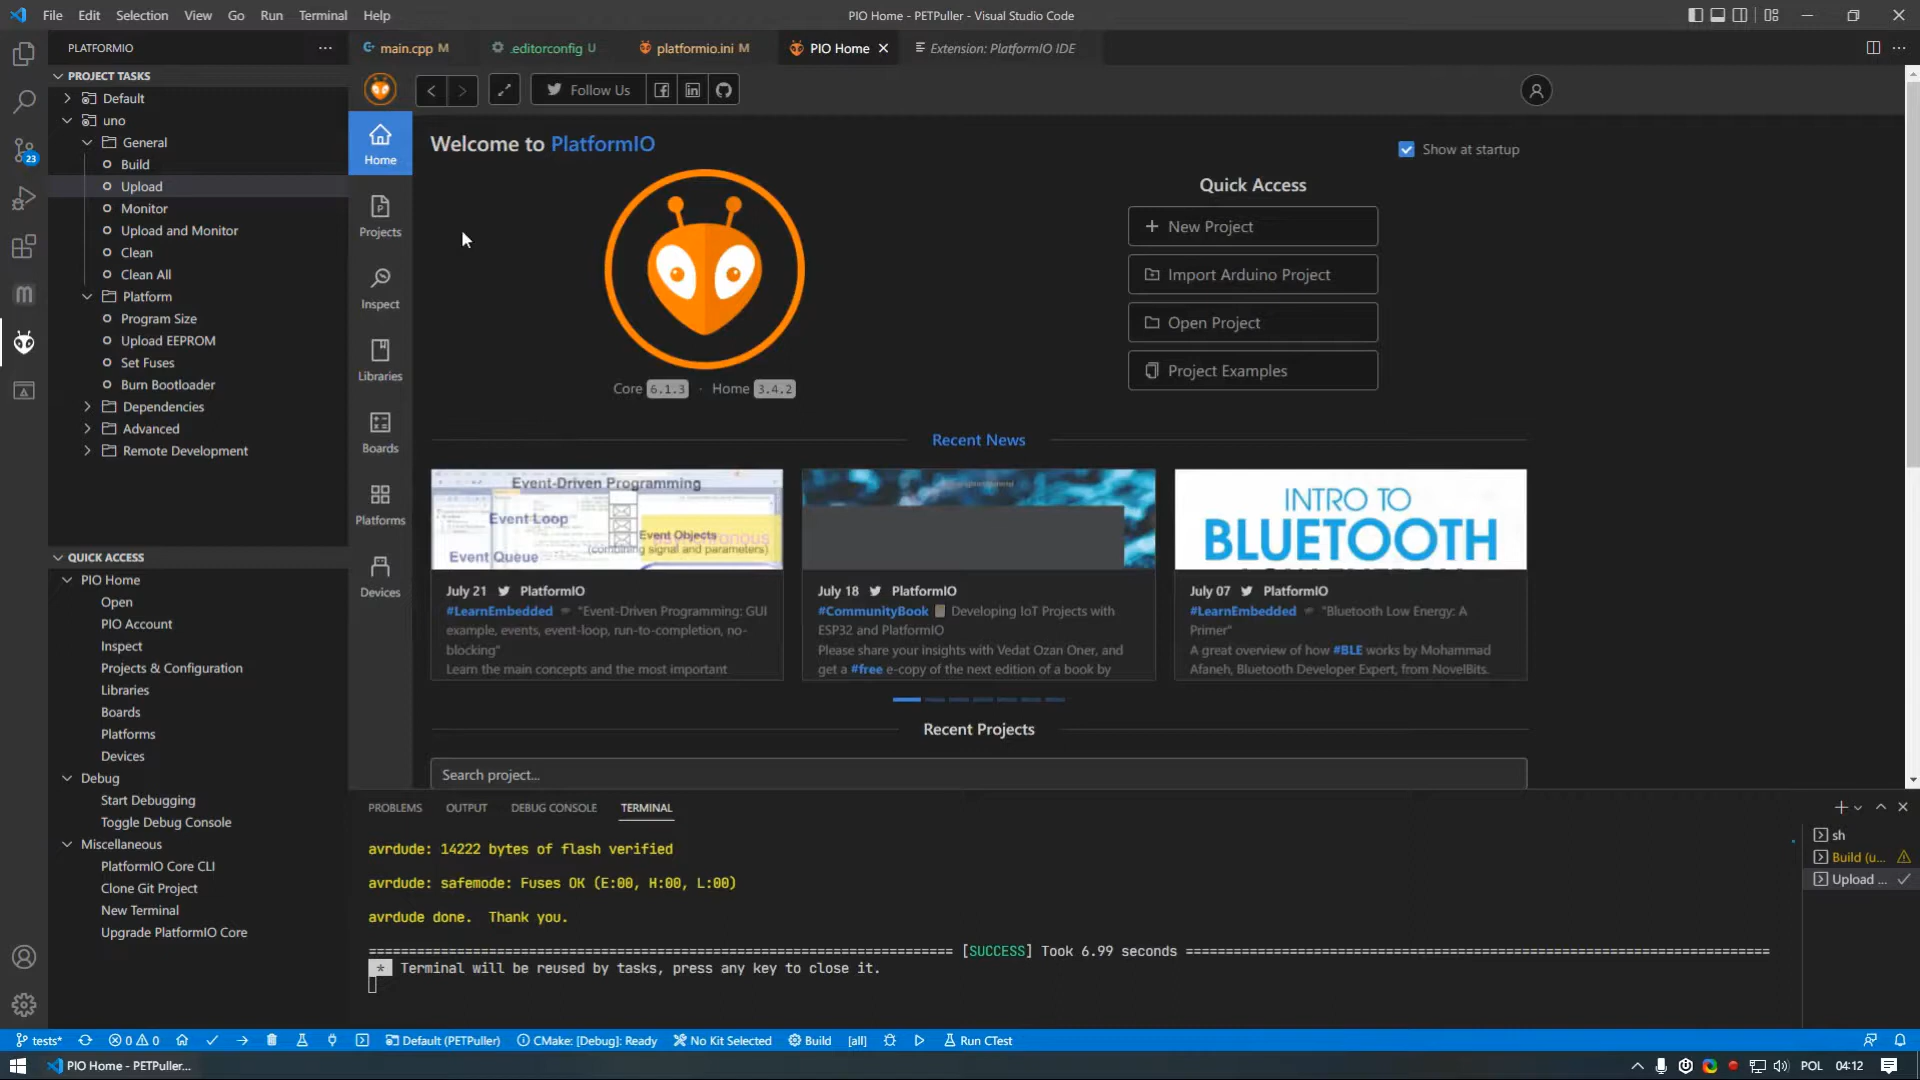 File Edit Selection View Go Run Terminal Help
PIO Home - PETPuller - Visual Studio Code
PLATFORMIO
main.cpp M
.editorconfig U
platformio.ini M
PIO Home
Extension: PlatformIO IDE
PROJECT TASKS
Default
uno
General
Build
Upload
Monitor
Upload and Monitor
Clean
Clean All
Platform
Program Size
Upload EEPROM
Set Fuses
Burn Bootloader
Dependencies
Advanced
Remote Development
23
QUICK ACCESS
PIO Home
Open
PIO Account
Inspect
Projects & Configuration
Libraries
Boards
Platforms
Devices
Debug
Start Debugging
Toggle Debug Console
Miscellaneous
PlatformIO Core CLI
Clone Git Project
New Terminal
Upgrade PlatformIO Core
Follow Us
Home
Projects
Inspect
Libraries
Boards
Platforms
Devices
Welcome to PlatformIO
Show at startup
Core 6.1.3 · Home 3.4.2
Quick Access
New Project
Import Arduino Project
Open Project
Project Examples
Recent News
Event-Driven Programming
Event Loop
Event Objects
(combining signal and parameters)
Event Queue
July 21 PlatformIO
#LearnEmbedded "Event-Driven Programming: GUI
example, events, event-loop, run-to-completion, no-
blocking"
Learn the main concepts and the most important
July 18 PlatformIO
#CommunityBook Developing IoT Projects with
ESP32 and PlatformIO
Please share your insights with Vedat Ozan Oner, and
get a #free e-copy of the next edition of a book by
INTRO TO
BLUETOOTH
July 07 PlatformIO
#LearnEmbedded "Bluetooth Low Energy: A
Primer"
A great overview of how #BLE works by Mohammad
Afaneh, Bluetooth Developer Expert, from NovelBits.
Recent Projects
Search project...
PROBLEMS OUTPUT DEBUG CONSOLE TERMINAL
avrdude: 14222 bytes of flash verified
avrdude: safemode: Fuses OK (E:00, H:00, L:00)
avrdude done.  Thank you.
[SUCCESS] Took 6.99 seconds
* Terminal will be reused by tasks, press any key to close it.
sh
Build (u...
Upload ...
tests* 0 0 Default (PETPuller) CMake: [Debug]: Ready No Kit Selected Build [all] Run CTest
PIO Home - PETPuller...
POL 04:12